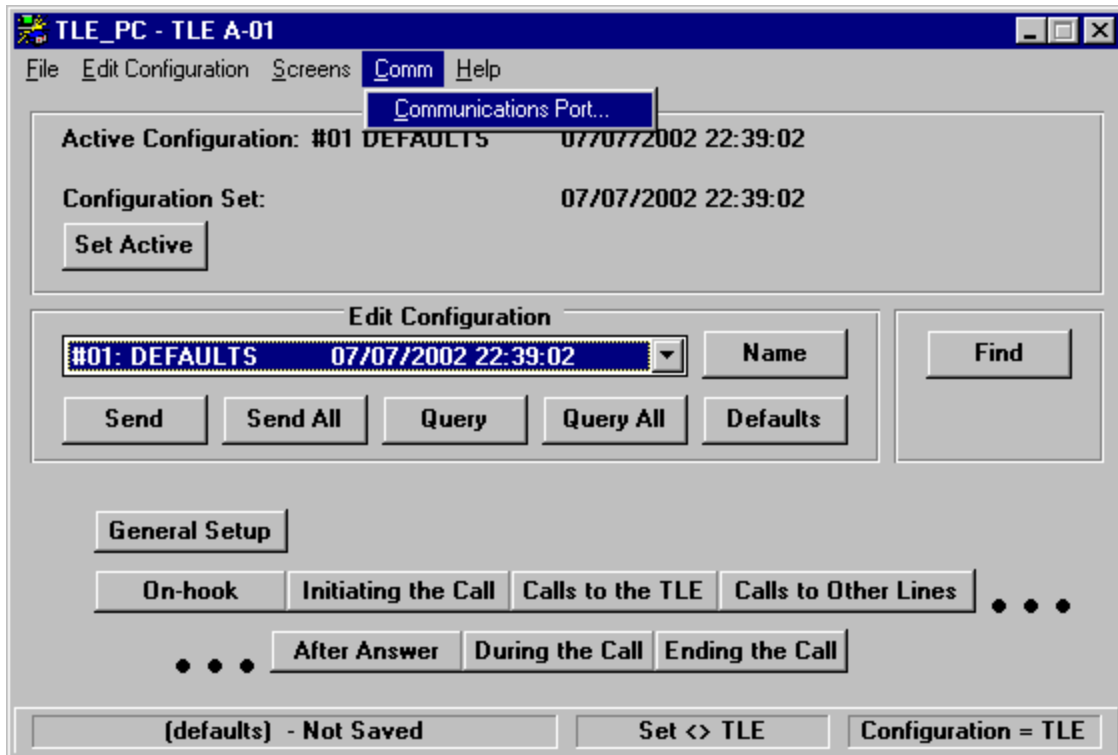 TLE_PC - TLE A-01
File Edit Configuration Screens Comm Help
Communications Port...
Active Configuration: #01 DEFAULTS 07/07/2002 22:39:02
Configuration Set: 07/07/2002 22:39:02
Set Active
Edit Configuration
#01: DEFAULTS 07/07/2002 22:39:02 Name Find
Send Send All Query Query All Defaults
General Setup
On-hook Initiating the Call Calls to the TLE Calls to Other Lines
After Answer During the Call Ending the Call
(defaults) - Not Saved Set <> TLE Configuration = TLE